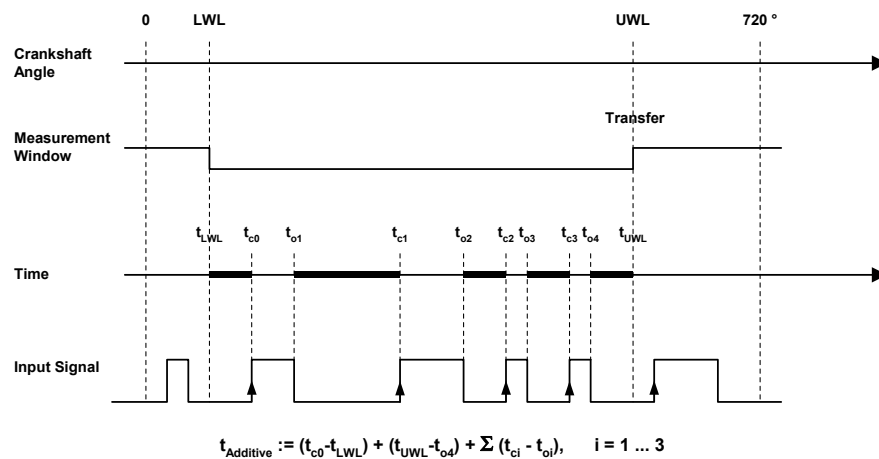 0 LWL UWL 720 °
Crankshaft
Angle
Transfer
Measurement
Window
tLWL tc0 to1 tc1 to2 tc2 to3 tc3 to4 tUWL
Time
Input Signal
tAdditive := (tc0-tLWL) + (tUWL-to4) + Σ (tci - toi), i = 1 ... 3